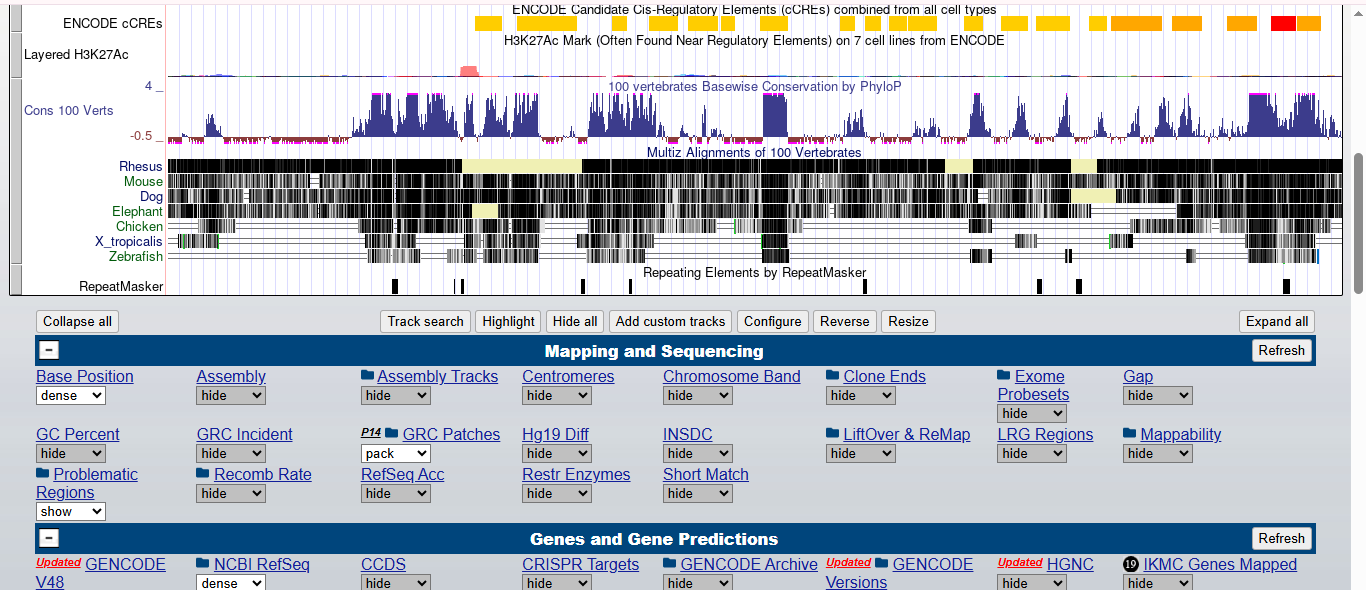 ENCODE Candidate Cis-Regulatory Elements (cCREs) combined from all cell types
ENCODE cCREs
H3K27Ac Mark (Often Found Near Regulatory Elements) on 7 cell lines from ENCODE
Layered H3K27Ac
4 _
100 vertebrates Basewise Conservation by PhyloP
Cons 100 Verts
-0.5 _
Multiz Alignments of 100 Vertebrates
Rhesus
Mouse
Dog
Elephant
Chicken
X_tropicalis
Zebrafish
Repeating Elements by RepeatMasker
RepeatMasker
Collapse all Track search Highlight Hide all Add custom tracks Configure Reverse Resize Expand all
- Mapping and Sequencing Refresh
Base Position Assembly Assembly Tracks Centromeres Chromosome Band Clone Ends Exome Gap
Probesets
dense hide hide hide hide hide hide hide
GC Percent GRC Incident P14 GRC Patches Hg19 Diff INSDC LiftOver & ReMap LRG Regions Mappability
hide hide pack hide hide hide hide hide
Problematic Recomb Rate RefSeq Acc Restr Enzymes Short Match
Regions
show hide hide hide hide
- Genes and Gene Predictions Refresh
Updated GENCODE NCBI RefSeq CCDS CRISPR Targets GENCODE Archive Updated GENCODE Updated HGNC 19 IKMC Genes Mapped
V48 dense hide hide hide Versions hide hide